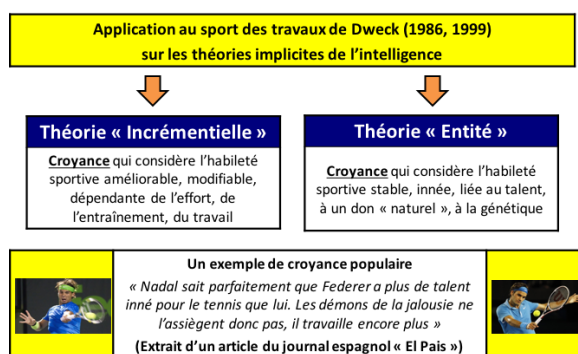 Application au sport des travaux de Dweck (1986, 1999)
sur les théories implicites de l'intelligence
Théorie « Incrémentielle »
Croyance qui considère l'habileté
sportive améliorable, modifiable,
dépendante de l'effort, de
l'entraînement, du travail
Théorie « Entité »
Croyance qui considère l'habileté
sportive stable, innée, liée au talent,
à un don « naturel », à la génétique
Un exemple de croyance populaire
« Nadal sait parfaitement que Federer a plus de talent
inné pour le tennis que lui. Les démons de la jalousie ne
l'assiègent donc pas, il travaille encore plus »
(Extrait d'un article du journal espagnol « El Pais »)